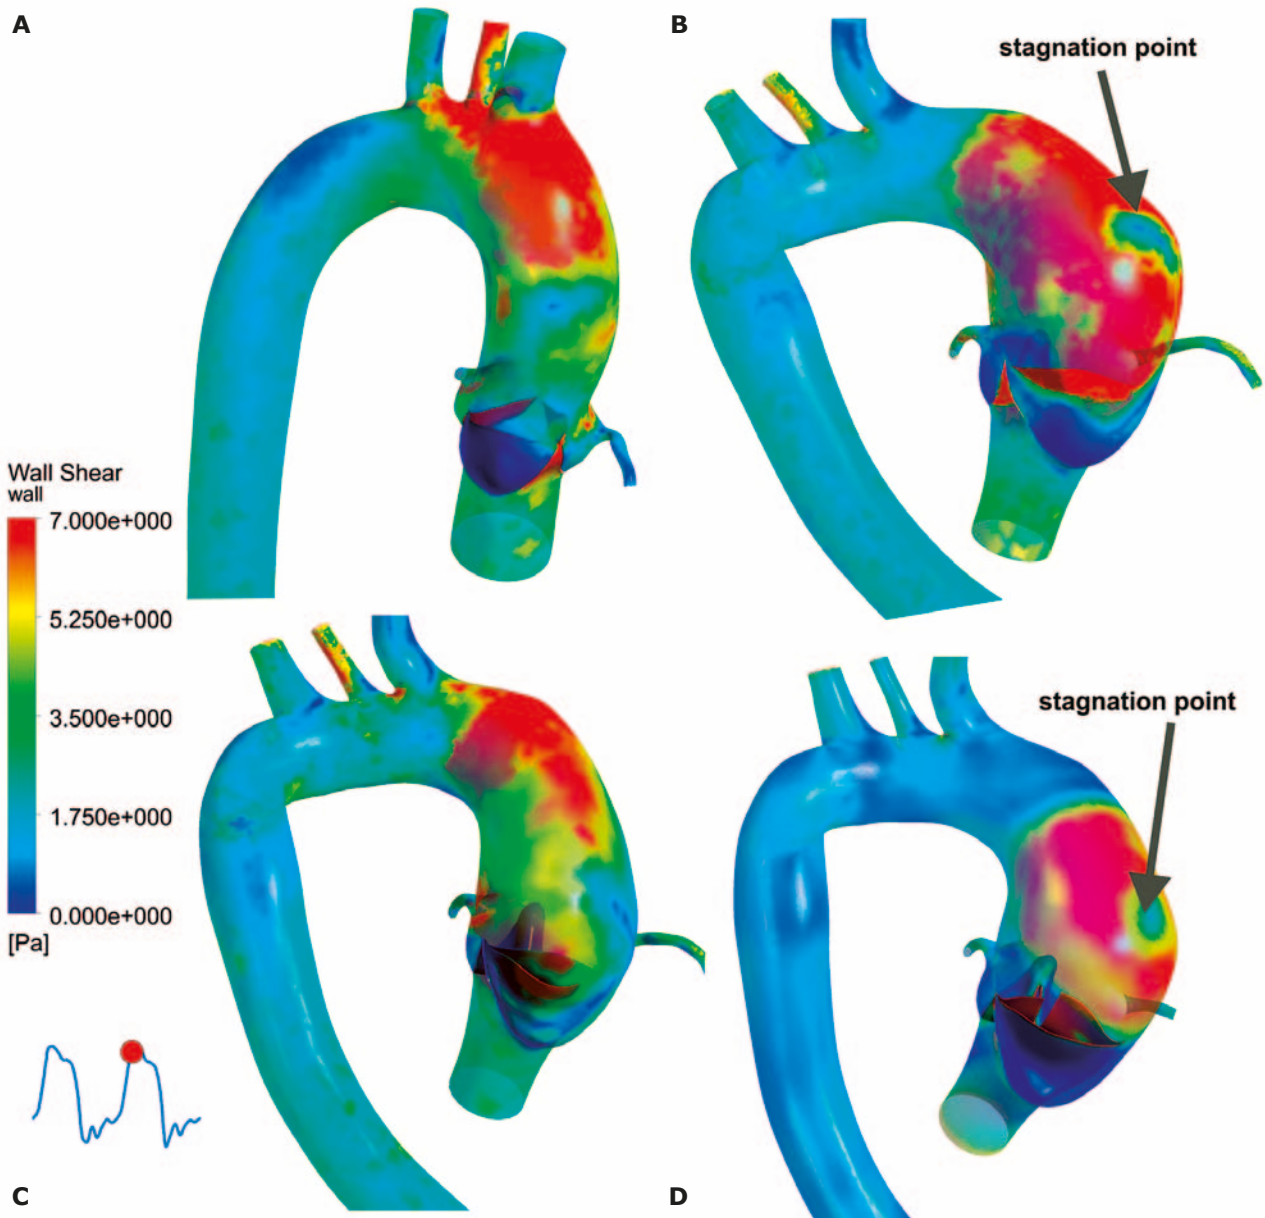 A
B
stagnation point
Wall Shear
wall
7.000e+000
5.250e+000
3.500e+000
1.750e+000
0.000e+000
[Pa]
stagnation point
C
D